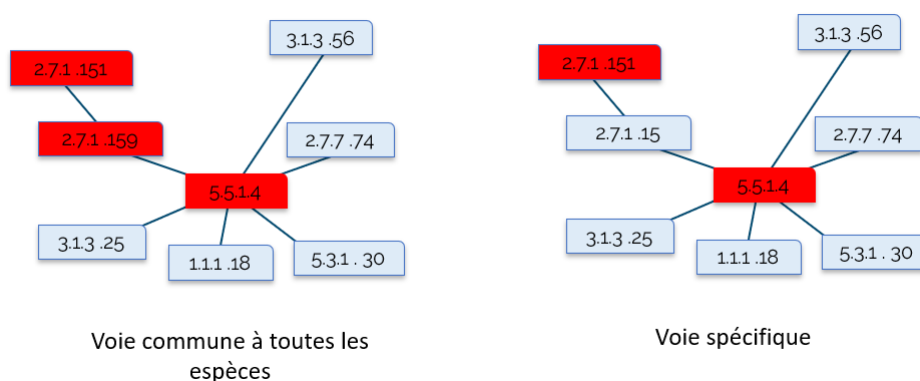 3.1.3 .56
2.7.1 .151
2.7.1 .159
2.7.7 .74
5.5.1.4
3.1.3 .25
1.1.1 .18
5.3.1 . 30
Voie commune à toutes les
espèces
3.1.3 .56
2.7.1 .151
2.7.1 .15
2.7.7 .74
5.5.1.4
3.1.3 .25
1.1.1 .18
5.3.1 . 30
Voie spécifique